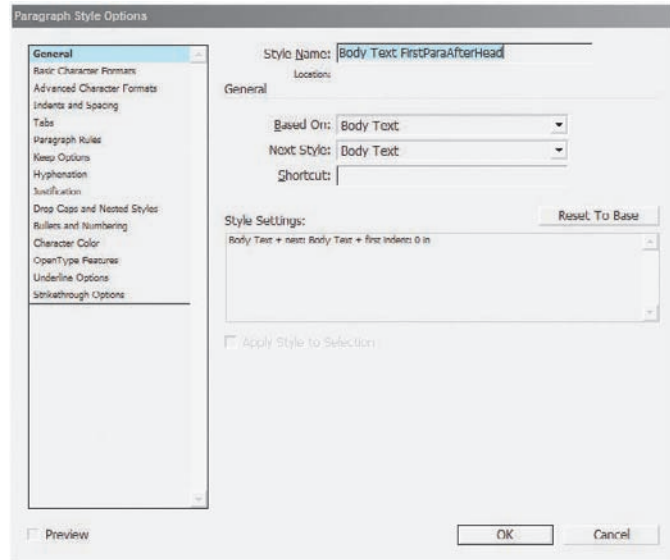 Paragraph Style Options
General
Basic Character Formats
Advanced Character Formats
Indents and Spacing
Tabs
Paragraph Rules
Keep Options
Hyphenation
Justification
Drop Caps and Nested Styles
Bullets and Numbering
Character Color
OpenType Features
Underline Options
Strikethrough Options
Style Name: Body Text FirstParaAfterHead
Location:
General
Based On: Body Text
Next Style: Body Text
Shortcut:
Style Settings:
Reset To Base
Body Text + next: Body Text + first indent: 0 in
Apply Style to Selection
Preview
OK
Cancel